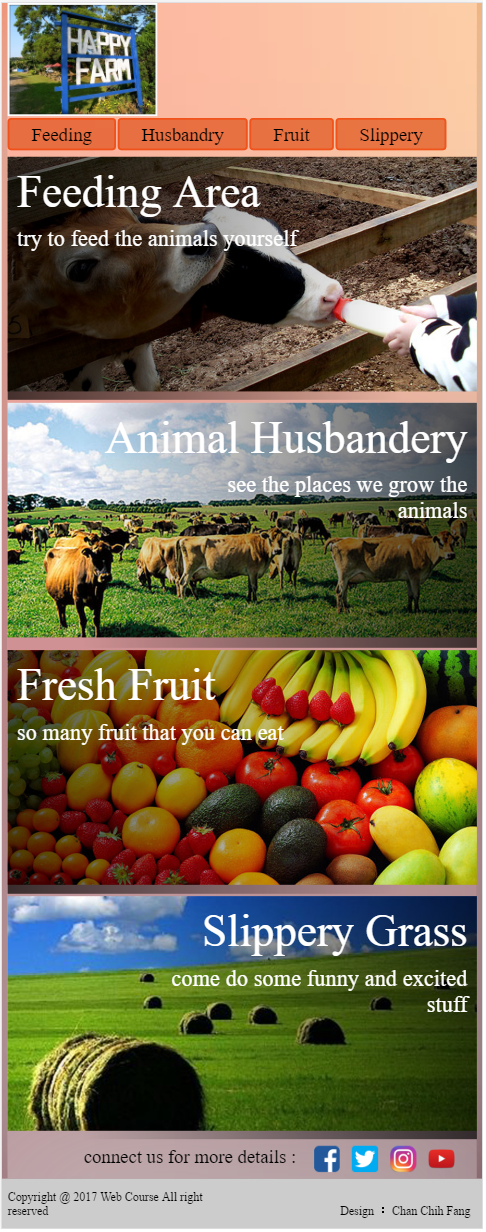 HAPPY
FARM
Feeding
Husbandry
Fruit
Slippery
Feeding Area
try to feed the animals yourself
Animal Husbandery
see the places we grow the
animals
Fresh Fruit
so many fruit that you can eat
Slippery Grass
come do some funny and excited
stuff
connect us for more details :
Copyright @ 2017 Web Course All right
reserved
Design：Chan Chih Fang